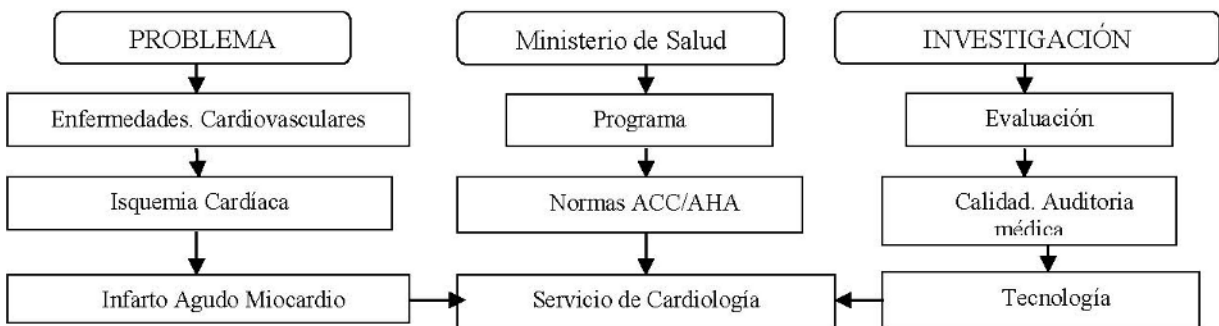 PROBLEMA
Enfermedades. Cardiovasculares
Isquemia Cardíaca
Infarto Agudo Miocardio
Ministerio de Salud
Programa
Normas ACC/AHA
Servicio de Cardiología
INVESTIGACIÓN
Evaluación
Calidad. Auditoria
médica
Tecnología